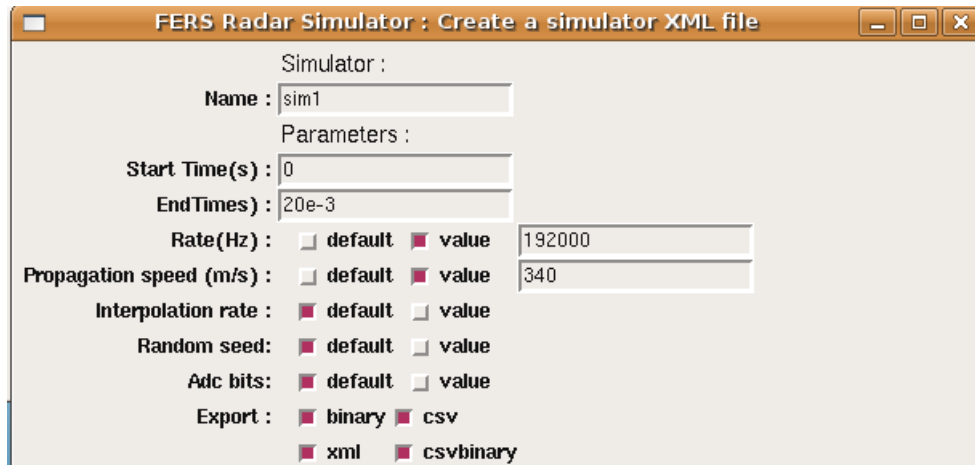 FERS Radar Simulator : Create a simulator XML file
Simulator :
Name : sim1
Parameters :
Start Time(s) : 0
EndTimes) : 20e-3
Rate(Hz) : default value 192000
Propagation speed (m/s) : default value 340
Interpolation rate : default value
Random seed: default value
Adc bits: default value
Export : binary csv
xml csvbinary